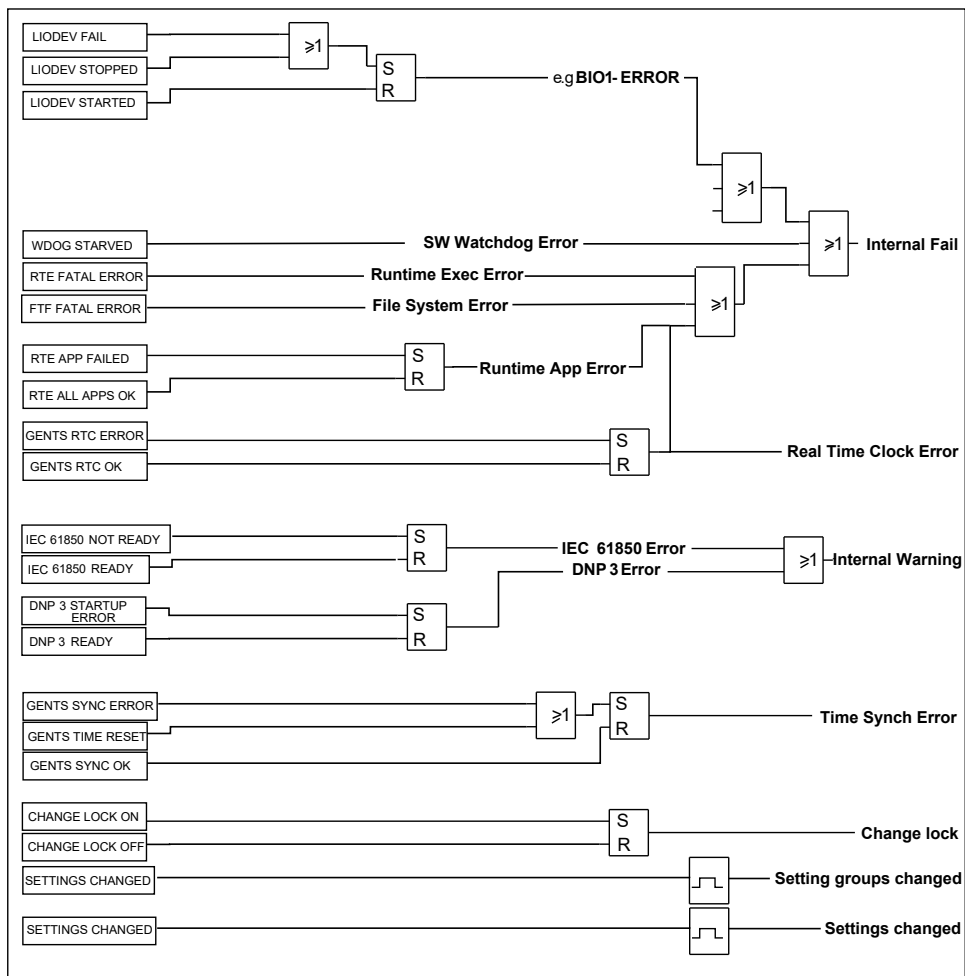 LIODEV FAIL
≥1
LIODEV STOPPED
S
R
e.g BIO1- ERROR
LIODEV STARTED
≥1
WDOG STARVED
SW Watchdog Error
≥1
Internal Fail
RTE FATAL ERROR
Runtime Exec Error
FTF FATAL ERROR
File System Error
≥1
RTE APP FAILED
S
R
Runtime App Error
RTE ALL APPS OK
GENTS RTC ERROR
S
R
Real Time Clock Error
GENTS RTC OK
IEC 61850 NOT READY
S
R
IEC 61850 Error
IEC 61850 READY
DNP 3 Error
≥1
Internal Warning
DNP 3 STARTUP
ERROR
S
R
DNP 3 READY
GENTS SYNC ERROR
≥1
S
R
Time Synch Error
GENTS TIME RESET
GENTS SYNC OK
CHANGE LOCK ON
S
R
Change lock
CHANGE LOCK OFF
SETTINGS CHANGED
Setting groups changed
SETTINGS CHANGED
Settings changed